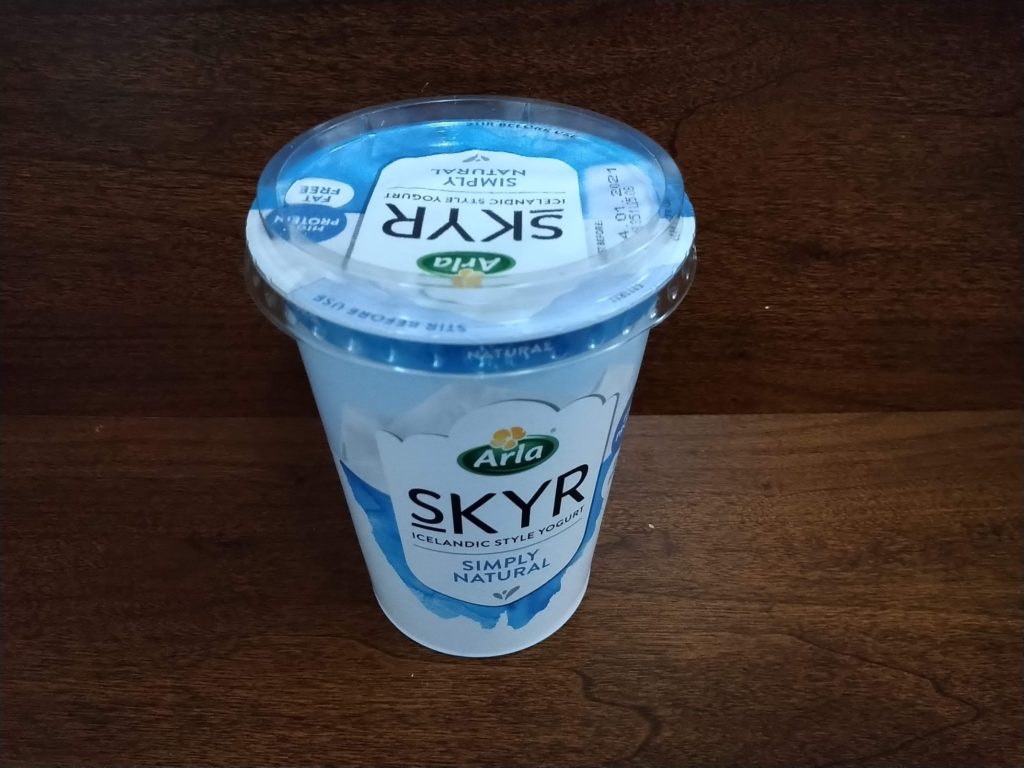 STIR BEFORE USE
SIMPLY
NATURAL
ICELANDIC STYLE YOGURT
SKYR
Arla
FAT
FREE
HIGH
PROTEIN
STIR BEFORE USE
NATURAL
Arla
SKYR
ICELANDIC STYLE YOGURT
SIMPLY
NATURAL